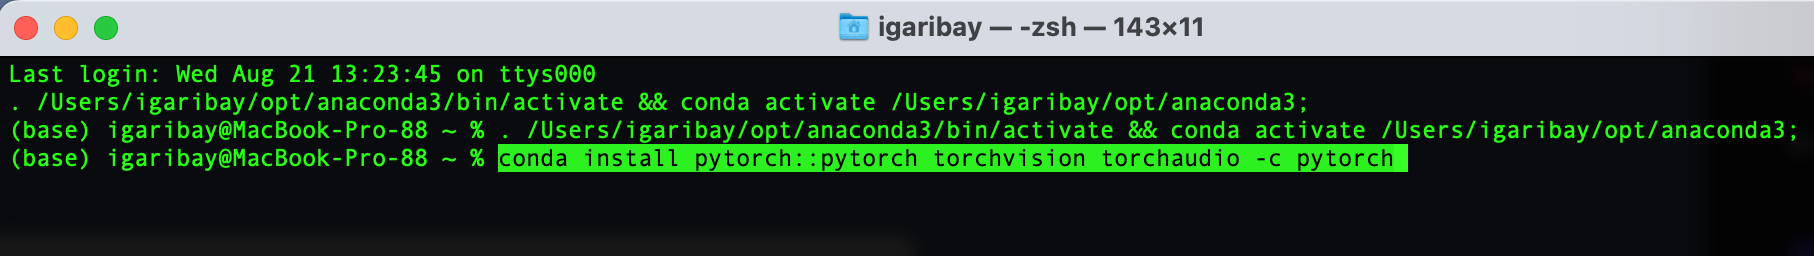 igaribay — -zsh — 143×11
Last login: Wed Aug 21 13:23:45 on ttys000
. /Users/igaribay/opt/anaconda3/bin/activate && conda activate /Users/igaribay/opt/anaconda3;
(base) igaribay@MacBook-Pro-88 ~ % . /Users/igaribay/opt/anaconda3/bin/activate && conda activate /Users/igaribay/opt/anaconda3;
(base) igaribay@MacBook-Pro-88 ~ % conda install pytorch::pytorch torchvision torchaudio -c pytorch